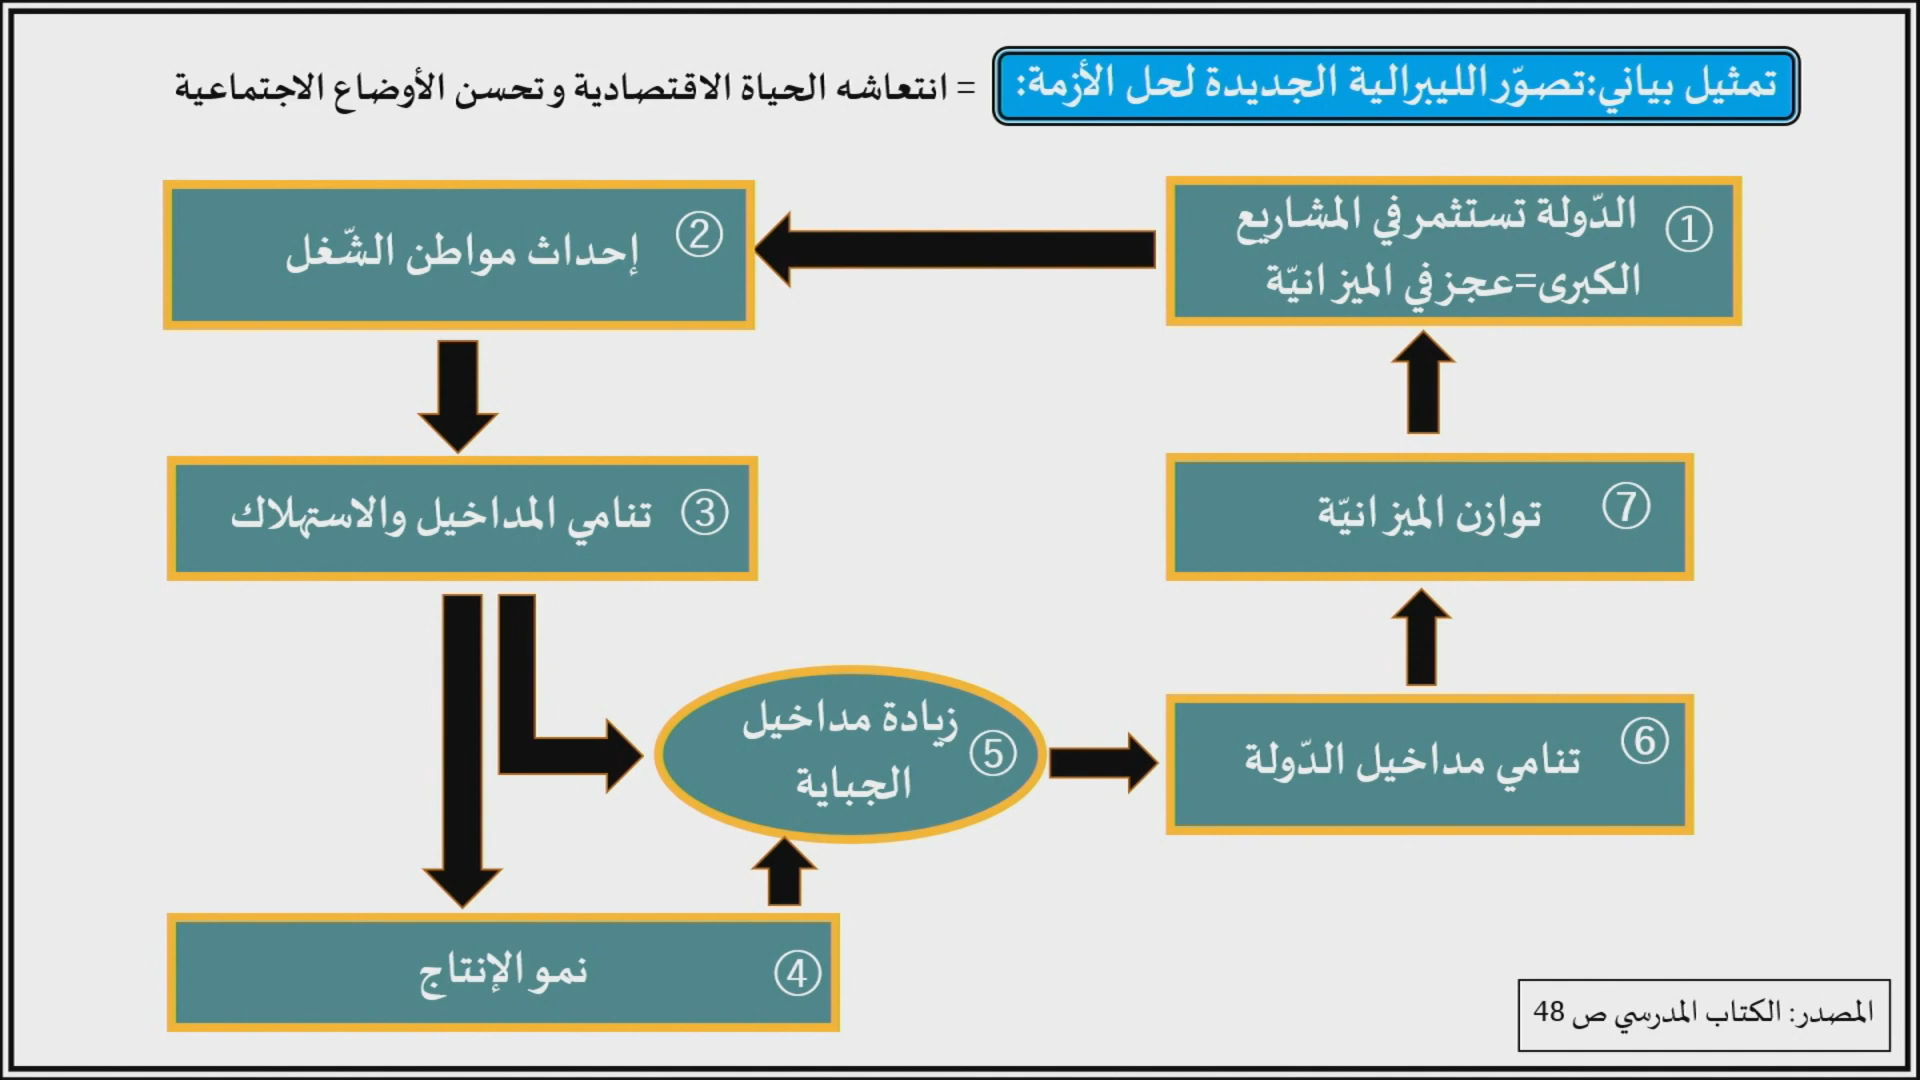 تمثيل بياني:تصوّر الليبرالية الجديدة لحل الأزمة:
= انتعاشه الحياة الاقتصادية وتحسن الأوضاع الاجتماعية
① الدّولة تستثمر في المشاريع
الكبرى=عجز في الميزانيّة
② إحداث مواطن الشّغل
③ تنامي المداخيل والاستهلاك
④ نمو الإنتاج
⑤ زيادة مداخيل
الجباية
⑥ تنامي مداخيل الدّولة
⑦ توازن الميزانيّة
المصدر: الكتاب المدرسي ص 48